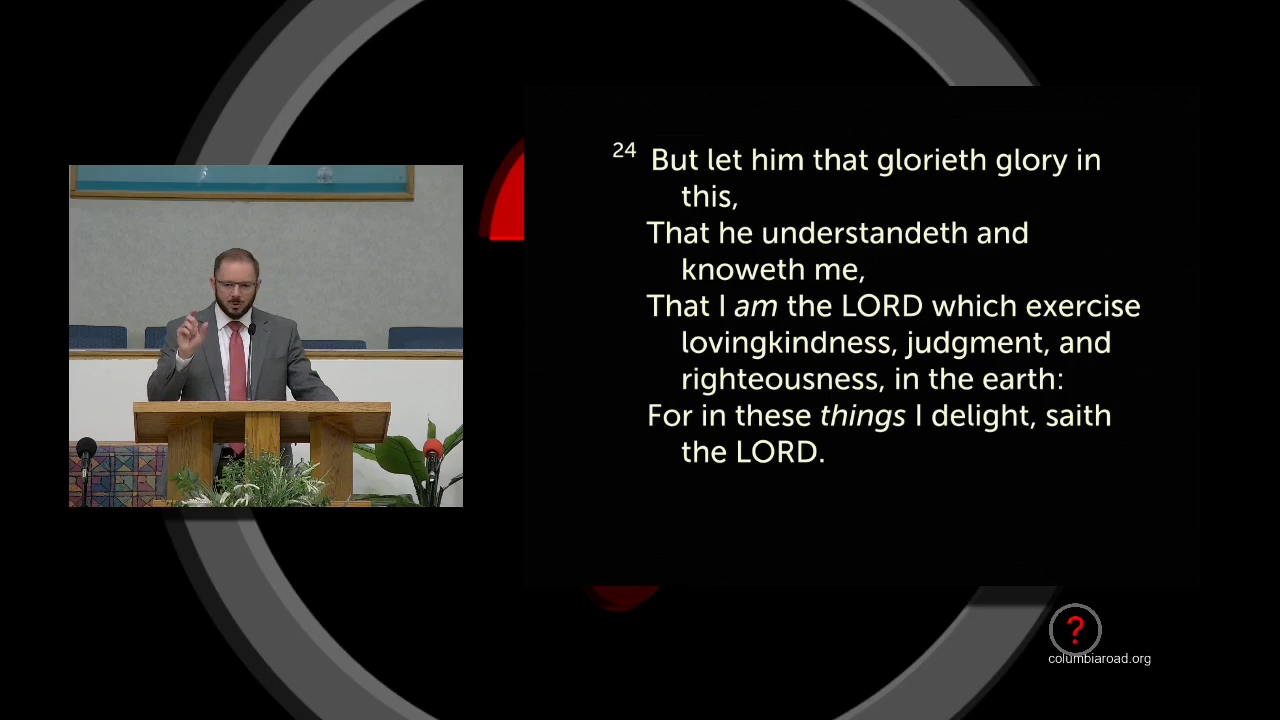 24 But let him that glorieth glory in
this,
That he understandeth and
knoweth me,
That I am the LORD which exercise
lovingkindness, judgment, and
righteousness, in the earth:
For in these things I delight, saith
the LORD.
?
columbiaroad.org